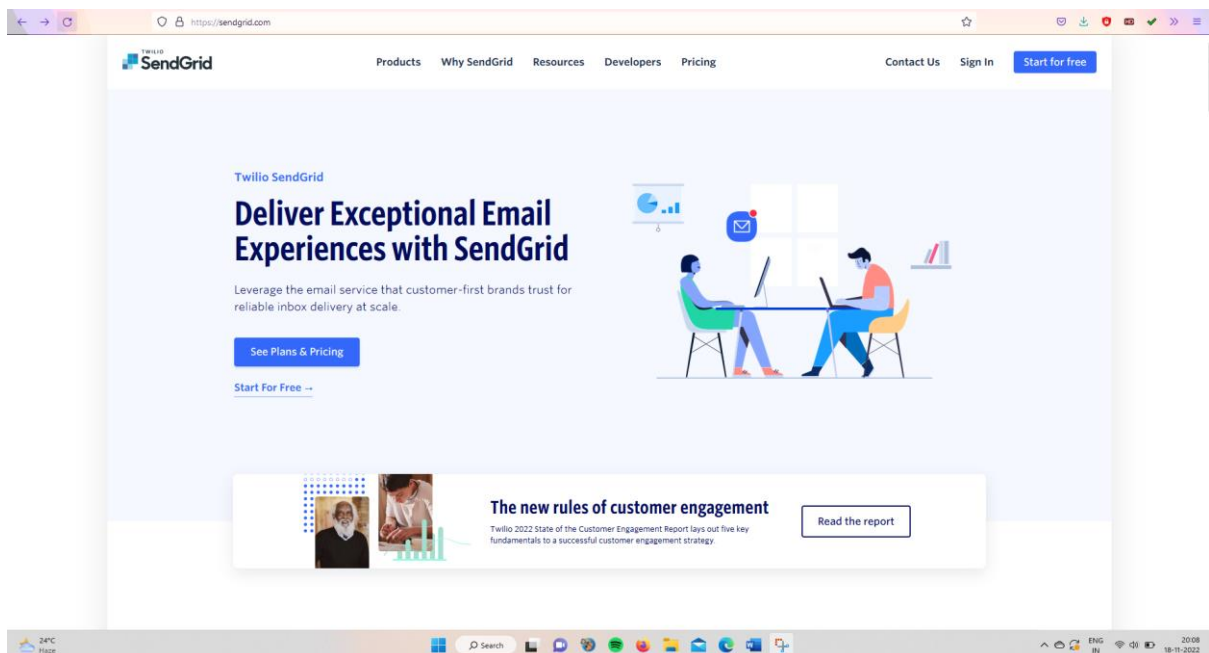 https://sendgrid.com
TWILIO
SendGrid
Products Why SendGrid Resources Developers Pricing
Contact Us Sign In Start for free
Twilio SendGrid
Deliver Exceptional Email
Experiences with SendGrid
Leverage the email service that customer-first brands trust for
reliable inbox delivery at scale.
See Plans & Pricing
Start For Free →
The new rules of customer engagement
Twilio 2022 State of the Customer Engagement Report lays out five key
fundamentals to a successful customer engagement strategy.
Read the report
24°C
Haze
Search
ENG
IN
20:08
18-11-2022